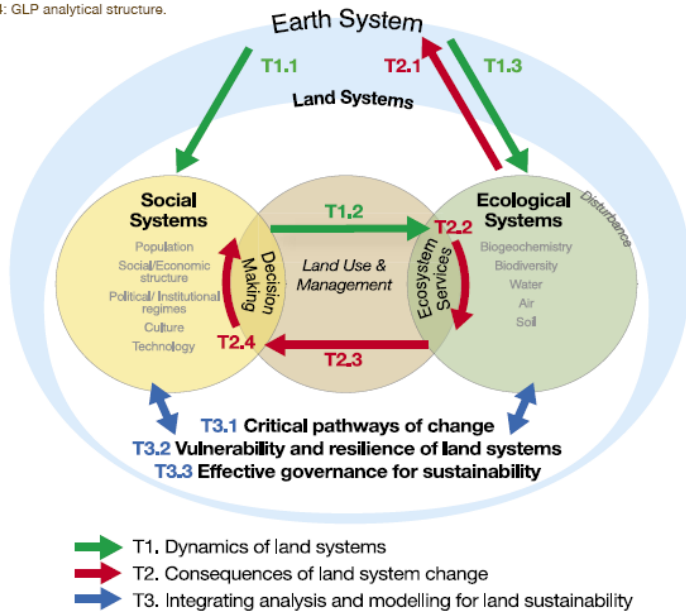 4: GLP analytical structure.
Earth System
T1.1
T2.1
T1.3
Land Systems
Social
Systems
Population
Social/Economic
structure
Political/ Institutional
regimes
Culture
Technology
T1.2
Decision
Making
Land Use &
Management
T2.2
Ecosystem
Services
T2.3
T2.4
Ecological
Systems
Disturbance
Biogeochemistry
Biodiversity
Water
Air
Soil
T3.1 Critical pathways of change
T3.2 Vulnerability and resilience of land systems
T3.3 Effective governance for sustainability
T1. Dynamics of land systems
T2. Consequences of land system change
T3. Integrating analysis and modelling for land sustainability